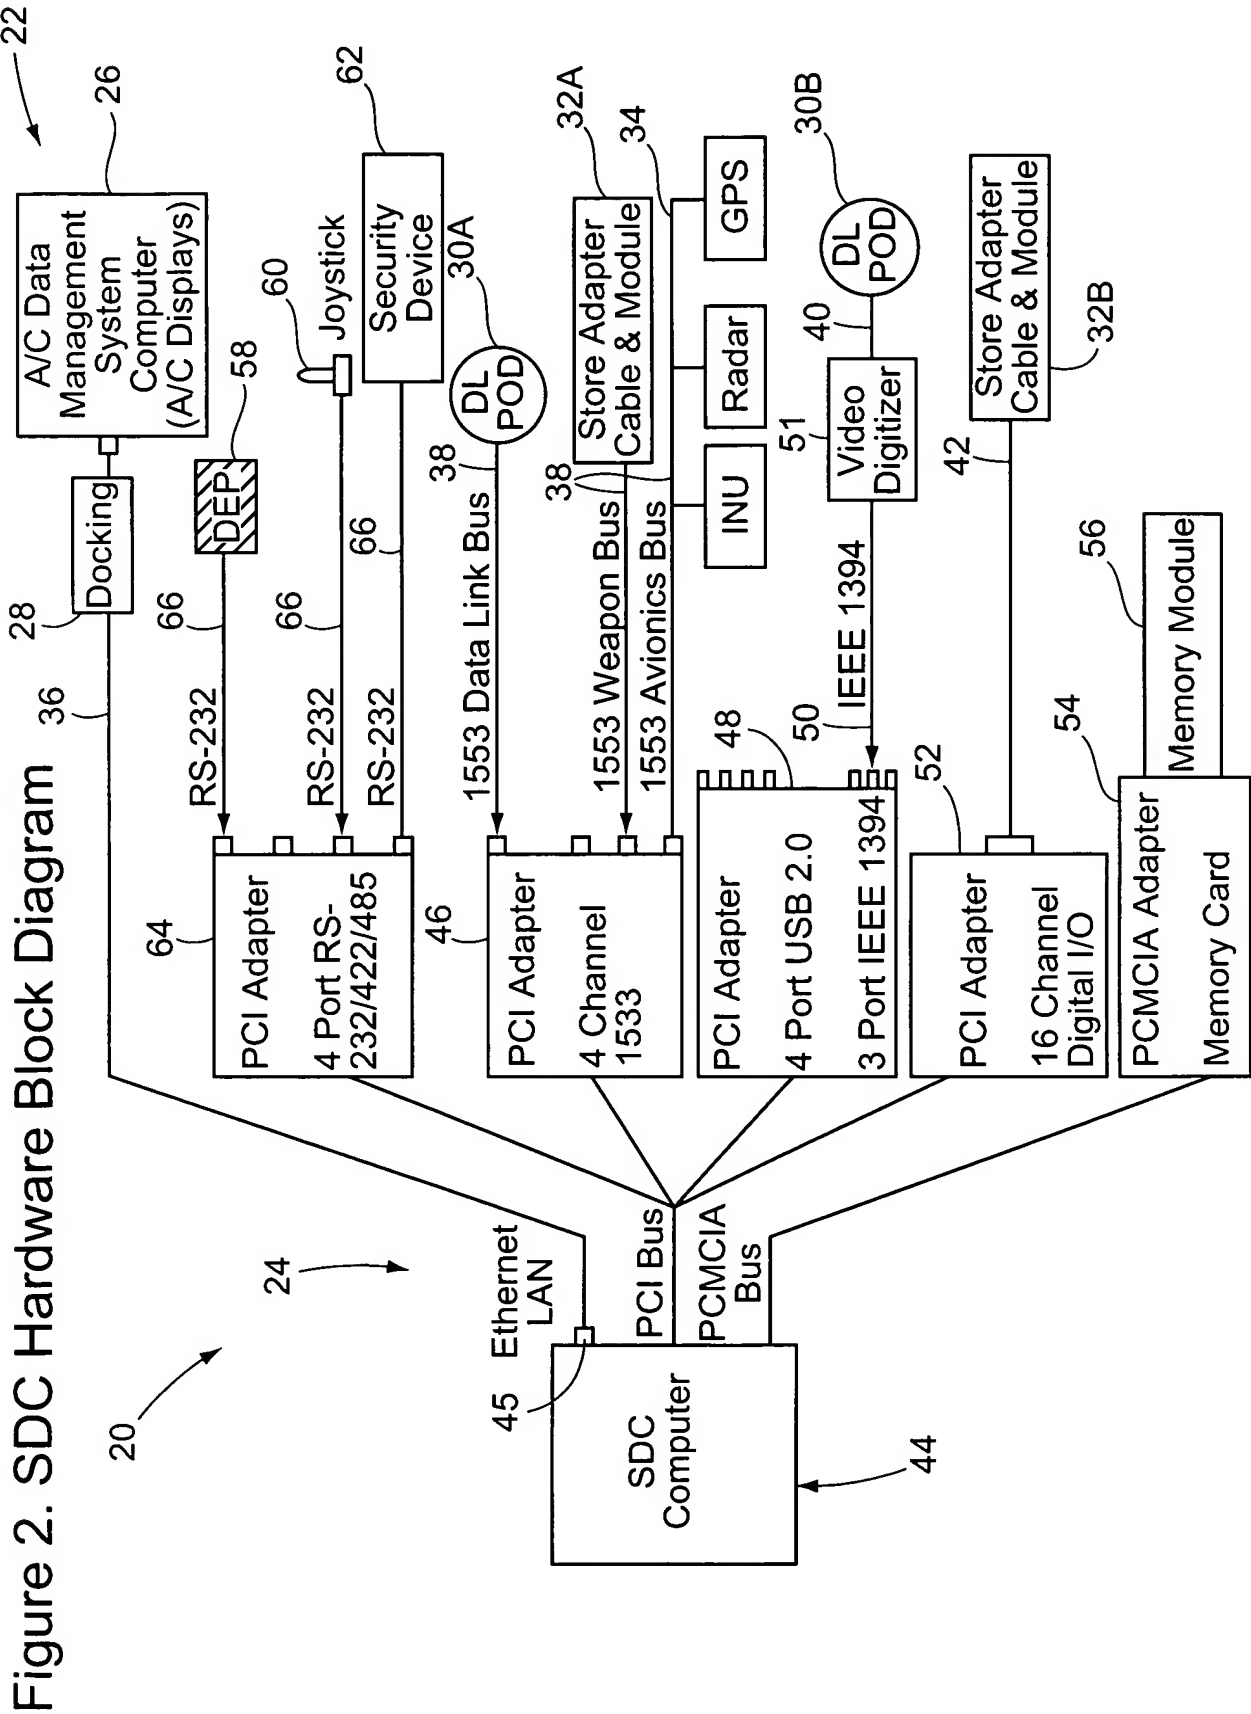 Figure 2. SDC Hardware Block Diagram
22
20
24
A/C Data
Management
System
Computer
(A/C Displays)
26
28
Docking
36
DEP
58
RS-232
66
60
Joystick
RS-232
66
62
Security
Device
RS-232
66
64
PCI Adapter
4 Port RS-
232/422/485
30A
DL
POD
38
1553 Data Link Bus
46
PCI Adapter
4 Channel
1533
32A
Store Adapter
Cable & Module
38
1553 Weapon Bus
1553 Avionics Bus
34
INU
Radar
GPS
Ethernet
LAN
45
PCI Bus
PCMCIA
Bus
SDC
Computer
44
48
PCI Adapter
4 Port USB 2.0
3 Port IEEE 1394
50
IEEE 1394
51
Video
Digitizer
40
30B
DL
POD
52
PCI Adapter
16 Channel
Digital I/O
42
Store Adapter
Cable & Module
32B
54
PCMCIA Adapter
Memory Card
56
Memory Module